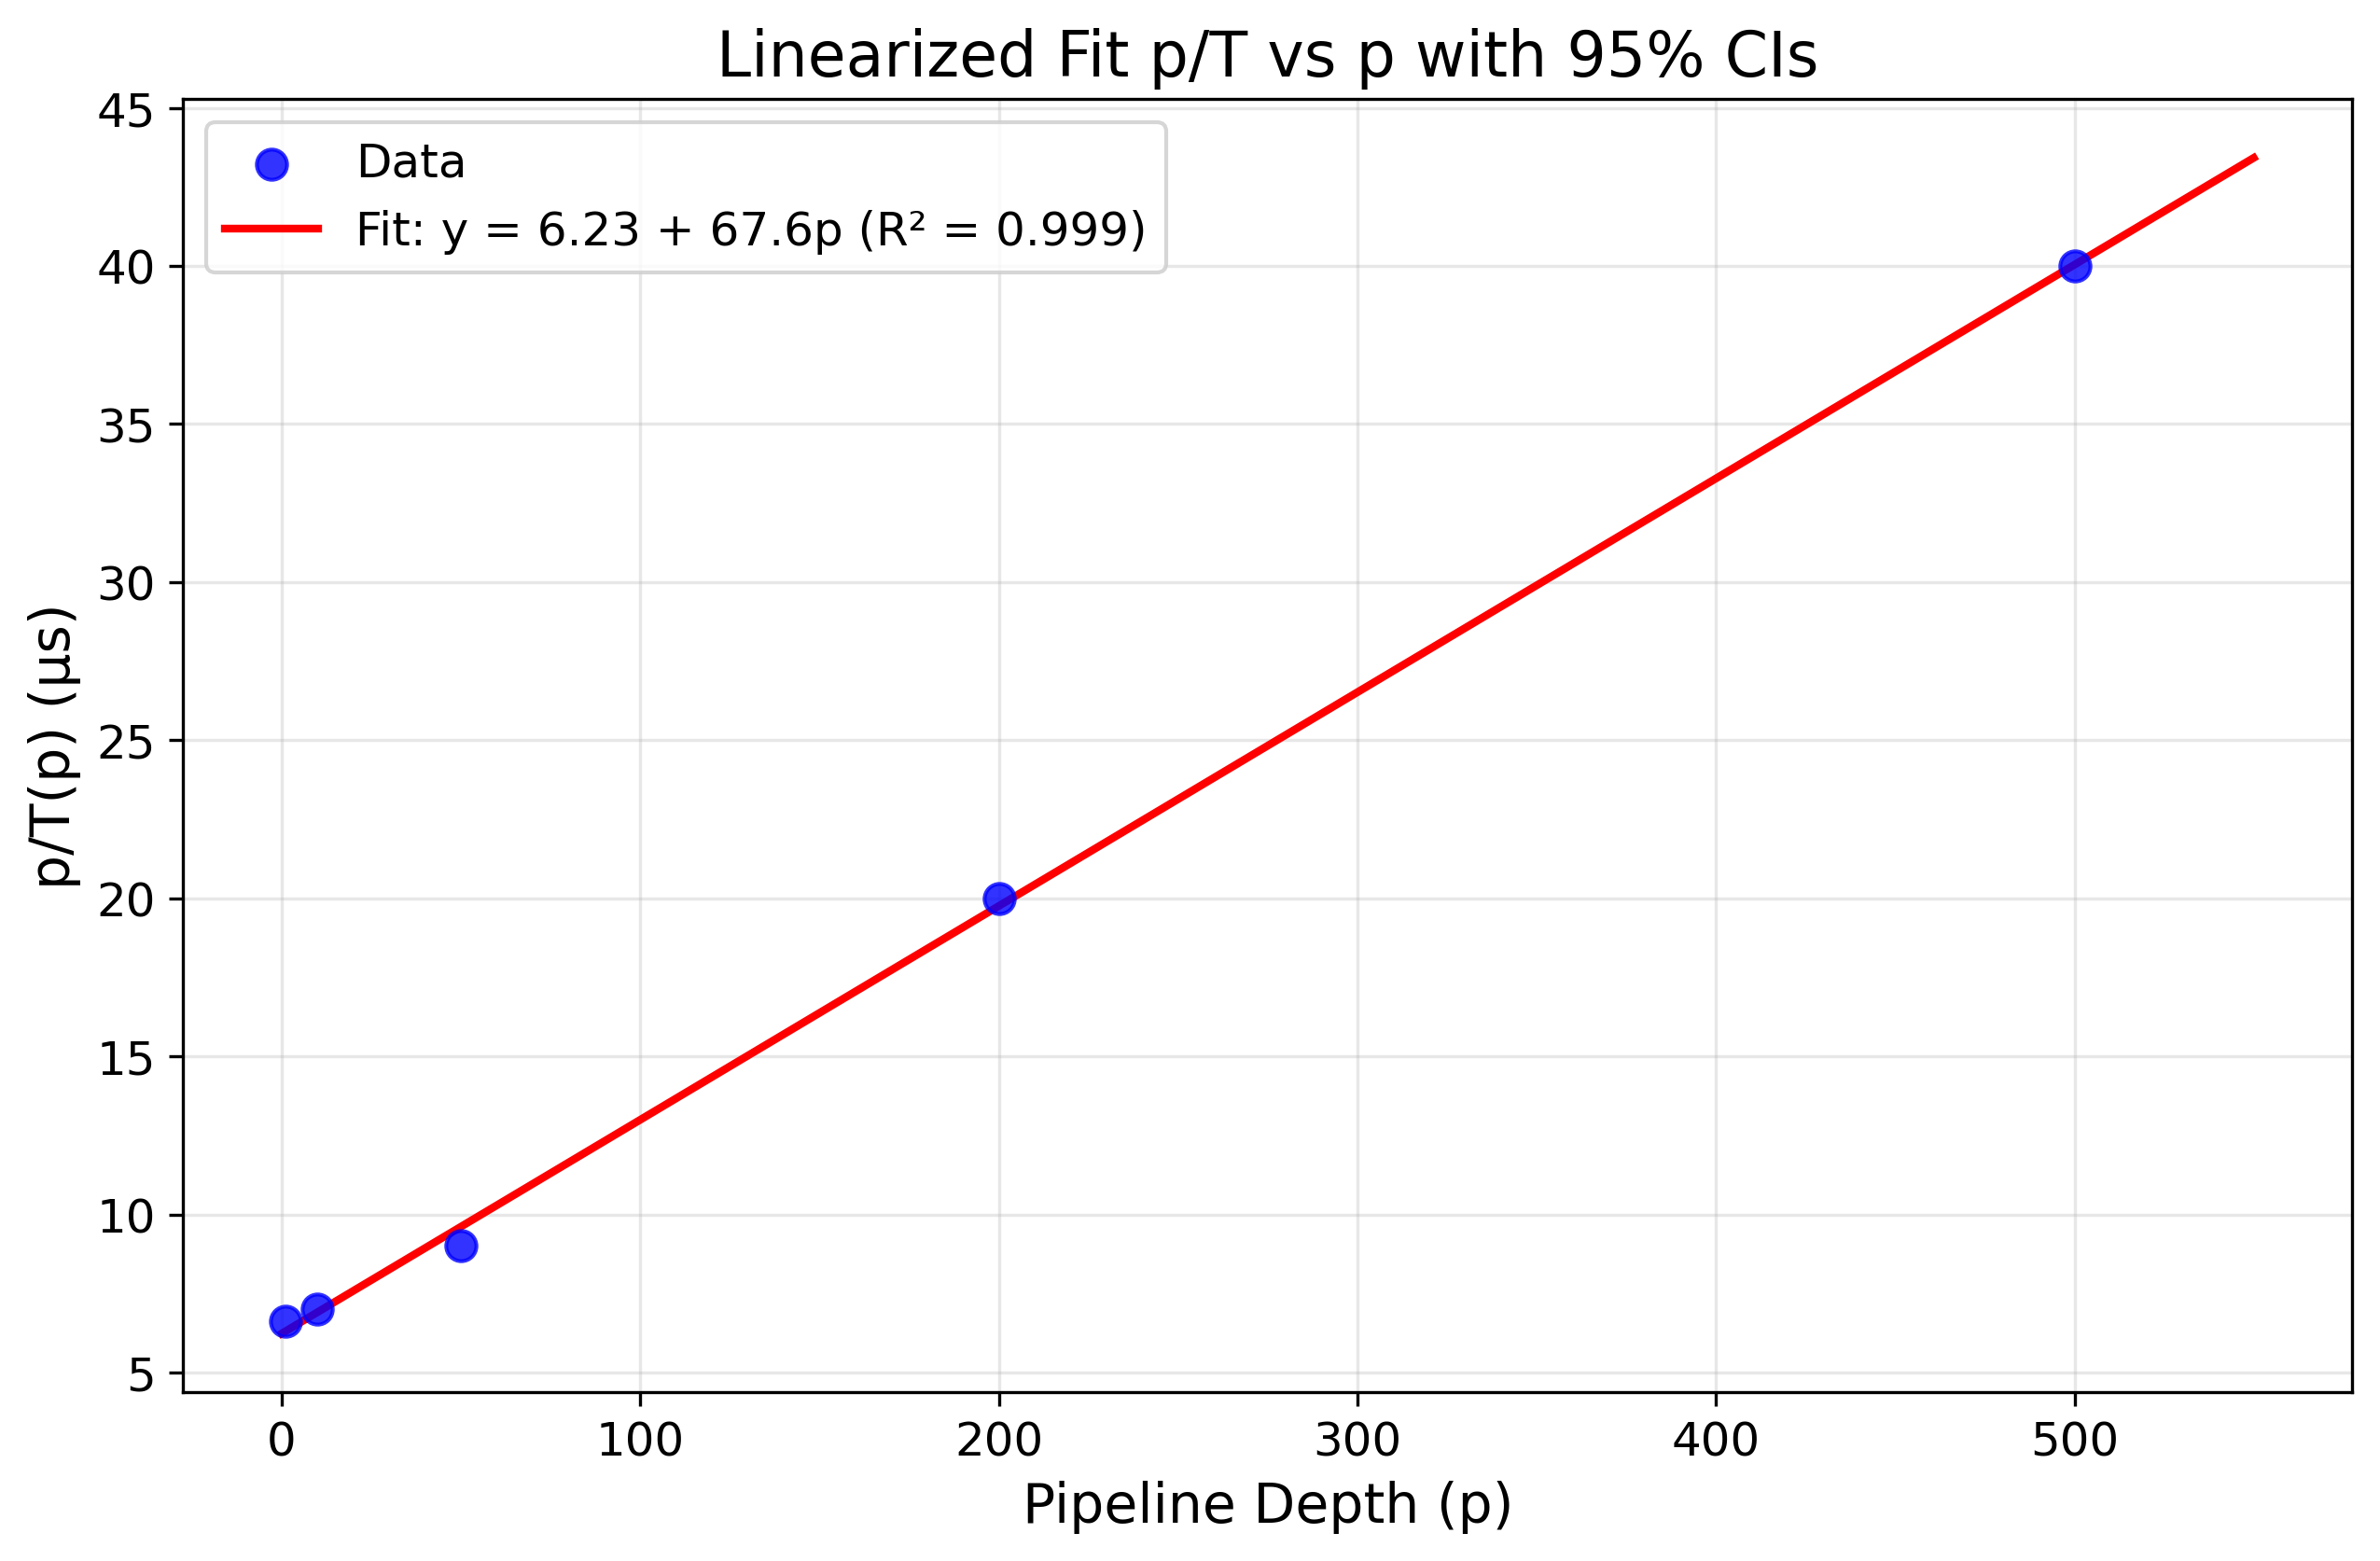 Linearized Fit p/T vs p with 95% CIs
Data
Fit: y = 6.23 + 67.6p (R² = 0.999)
p/T(p) (µs)
45
40
35
30
25
20
15
10
5
0 100 200 300 400 500
Pipeline Depth (p)